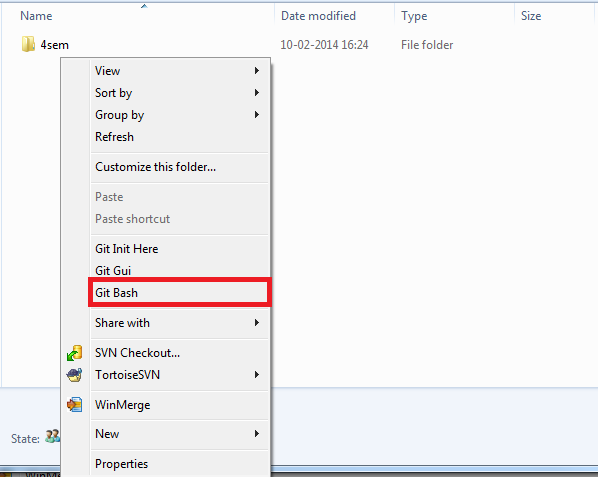 Name Date modified Type Size
4sem 10-02-2014 16:24 File folder
View
Sort by
Group by
Refresh
Customize this folder...
Paste
Paste shortcut
Git Init Here
Git Gui
Git Bash
Share with
SVN Checkout...
TortoiseSVN
WinMerge
New
State:
Properties